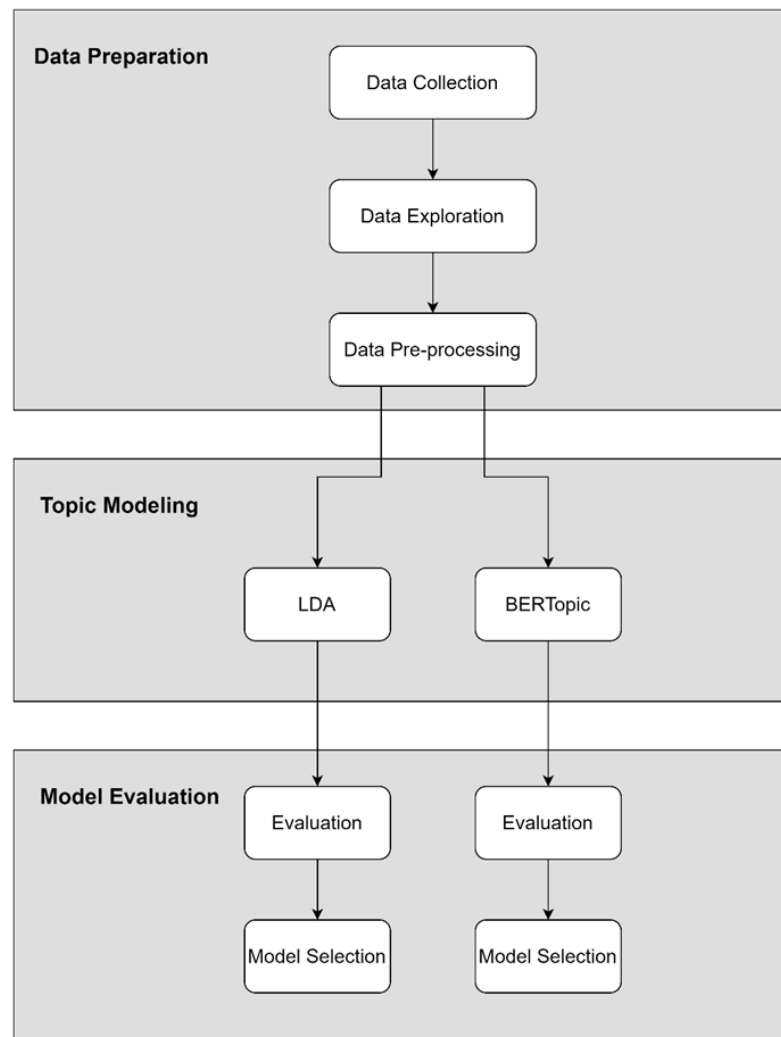 Data Preparation
Data Collection
Data Exploration
Data Pre-processing
Topic Modeling
LDA
BERTopic
Model Evaluation
Evaluation
Evaluation
Model Selection
Model Selection